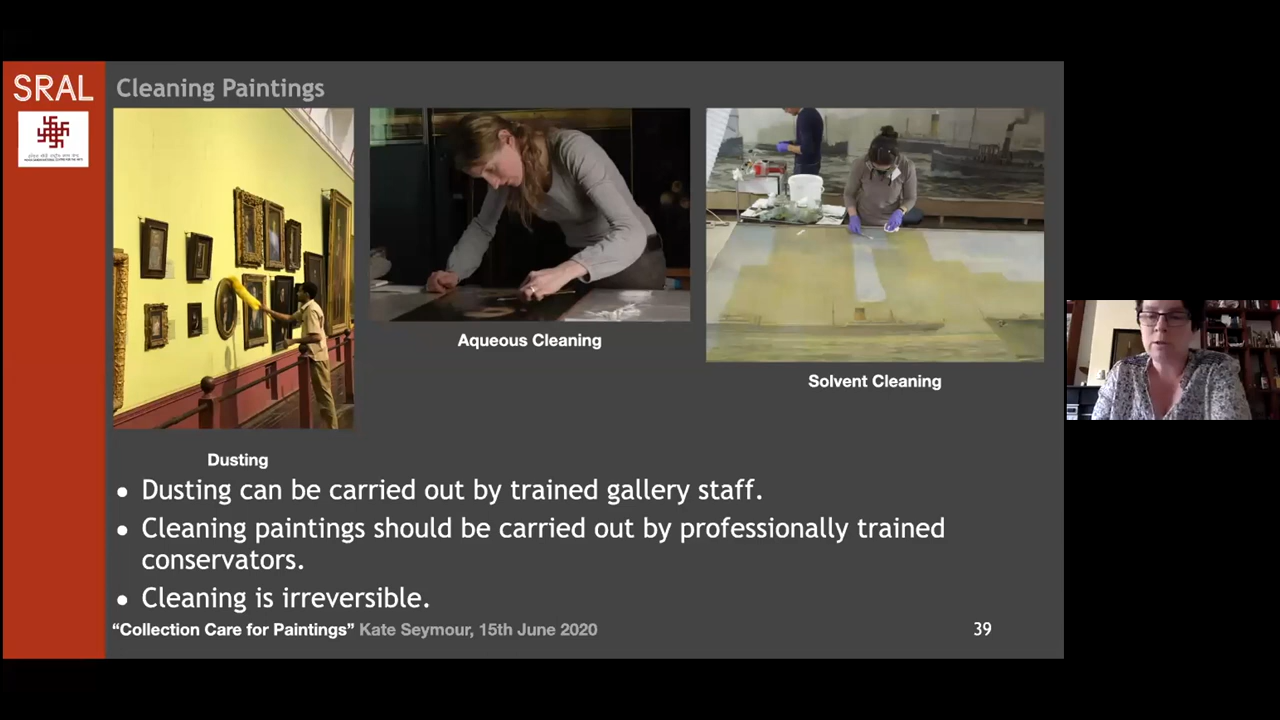 SRAL
Cleaning Paintings
Aqueous Cleaning
Solvent Cleaning
Dusting
• Dusting can be carried out by trained gallery staff.
• Cleaning paintings should be carried out by professionally trained
conservators.
• Cleaning is irreversible.
“Collection Care for Paintings” Kate Seymour, 15th June 2020
39